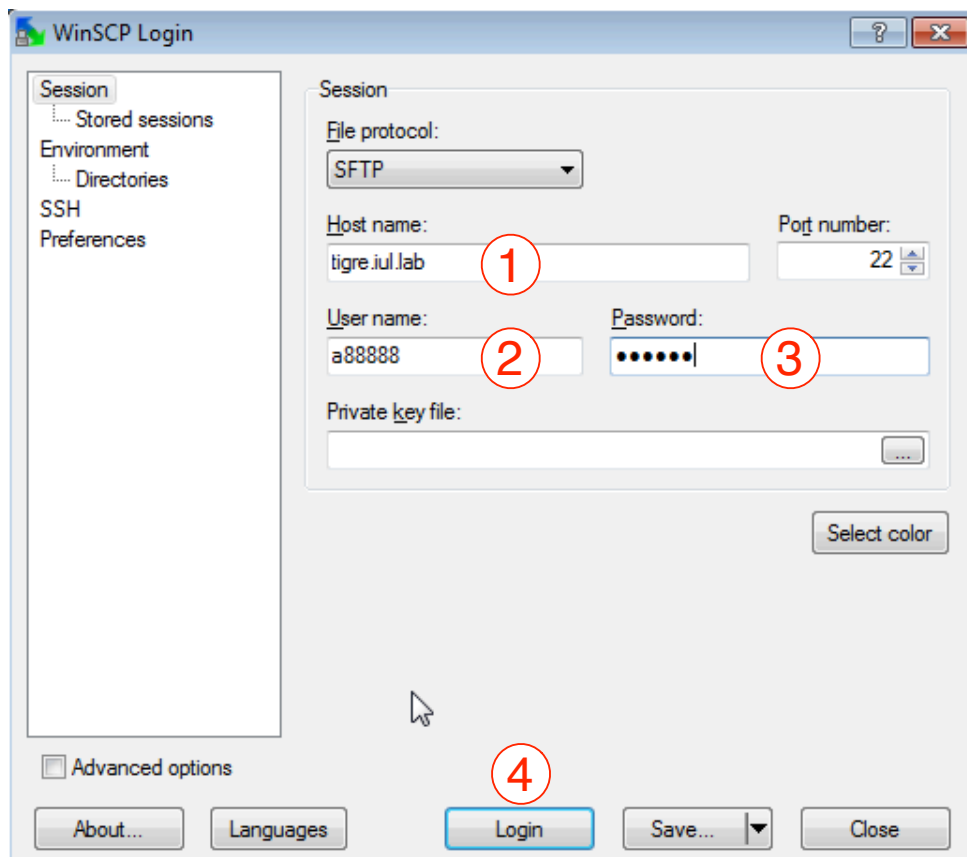 WinSCP Login
?
Session
Stored sessions
Environment
Directories
SSH
Preferences
Session
File protocol:
SFTP
Host name:
Port number:
tigre.iul.lab
1
22
User name:
Password:
a88888
2
••••••
3
Private key file:
...
Select color
Advanced options
4
About...
Languages
Login
Save...
Close